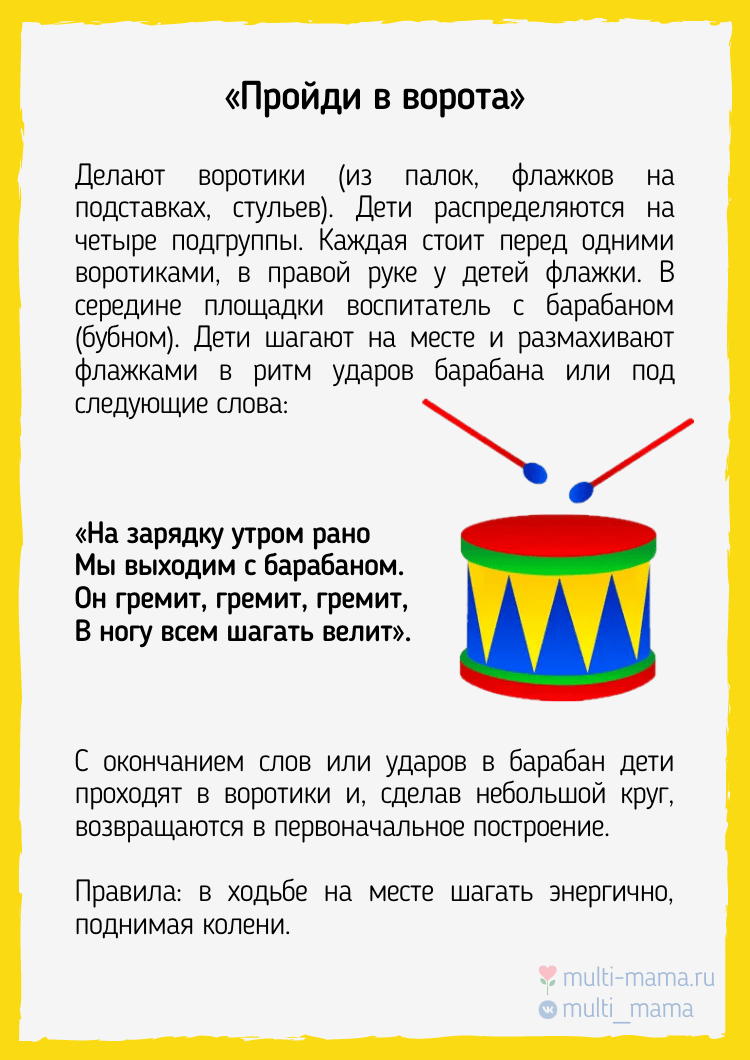 «Пройди в ворота»
Делают воротики (из палок, флажков на
подставках, стульев). Дети распределяются на
четыре подгруппы. Каждая стоит перед одними
воротиками, в правой руке у детей флажки. В
середине площадки воспитатель с барабаном
(бубном). Дети шагают на месте и размахивают
флажками в ритм ударов барабана или под
следующие слова:
«На зарядку утром рано
Мы выходим с барабаном.
Он гремит, гремит, гремит,
В ногу всем шагать велит».
С окончанием слов или ударов в барабан дети
проходят в воротики и, сделав небольшой круг,
возвращаются в первоначальное построение.
Правила: в ходьбе на месте шагать энергично,
поднимая колени.
multi-mama.ru
multi_mama